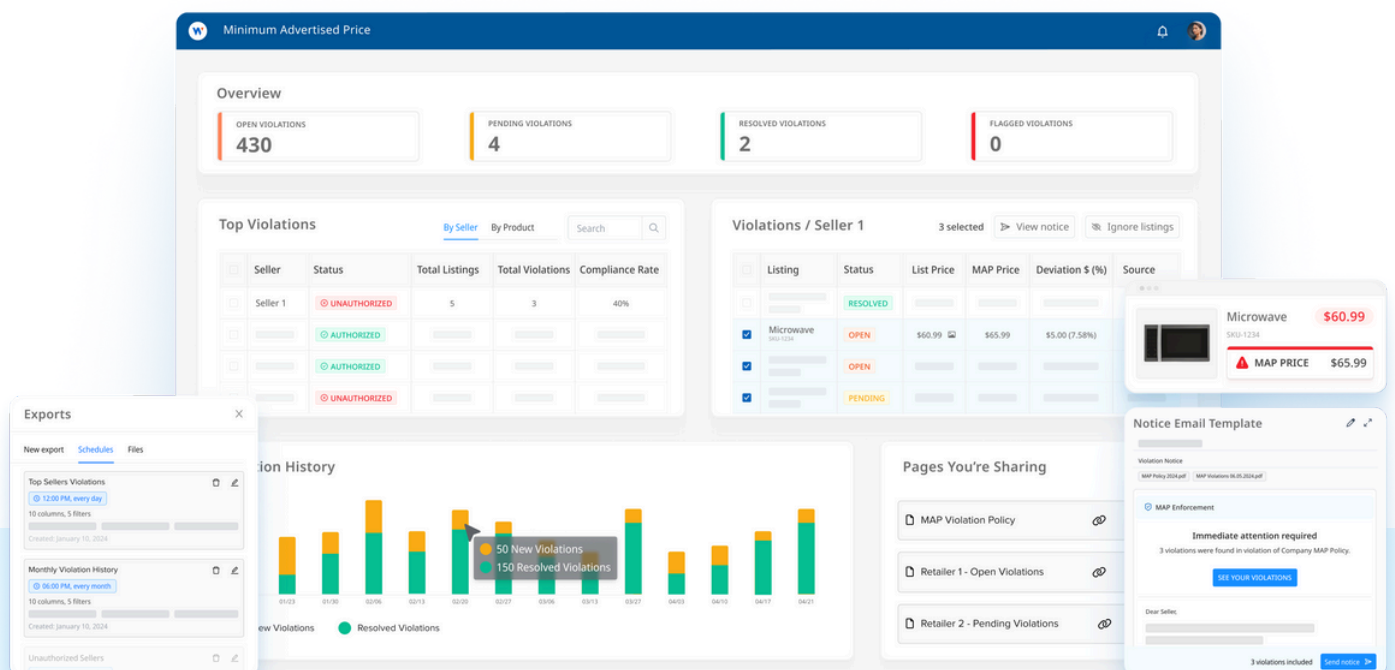 Minimum Advertised Price
Overview
OPEN VIOLATIONS
430
PENDING VIOLATIONS
4
RESOLVED VIOLATIONS
2
FLAGGED VIOLATIONS
0
Top Violations
By Seller By Product Search
Seller Status Total Listings Total Violations Compliance Rate
Seller 1 UNAUTHORIZED 5 3 40%
AUTHORIZED
AUTHORIZED
UNAUTHORIZED
Violations / Seller 1
3 selected View notice Ignore listings
Listing Status List Price MAP Price Deviation $ (%) Source
RESOLVED
Microwave
SKU-1234
OPEN $60.99 $65.99 $5.00 (7.58%)
OPEN
PENDING
Microwave $60.99
SKU-1234
MAP PRICE $65.99
Exports
New export Schedules Files
Top Sellers Violations
12:00 PM, every day
10 columns, 5 filters
Created: January 10, 2024
Monthly Violation History
06:00 PM, every month
10 columns, 5 filters
Created: January 10, 2024
Unauthorized Sellers
ion History
50 New Violations
150 Resolved Violations
01/23 01/30 02/06 02/13 02/20 02/27 03/06 03/13 03/27 04/03 04/10 04/17 04/21
ew Violations Resolved Violations
Pages You're Sharing
MAP Violation Policy
Retailer 1 - Open Violations
Retailer 2 - Pending Violations
Notice Email Template
Violation Notice
MAP Policy 2024.pdf MAP Violations 06.05.2024.pdf
MAP Enforcement
Immediate attention required
3 violations were found in violation of Company MAP Policy.
SEE YOUR VIOLATIONS
Dear Seller,
3 violations included Send notice